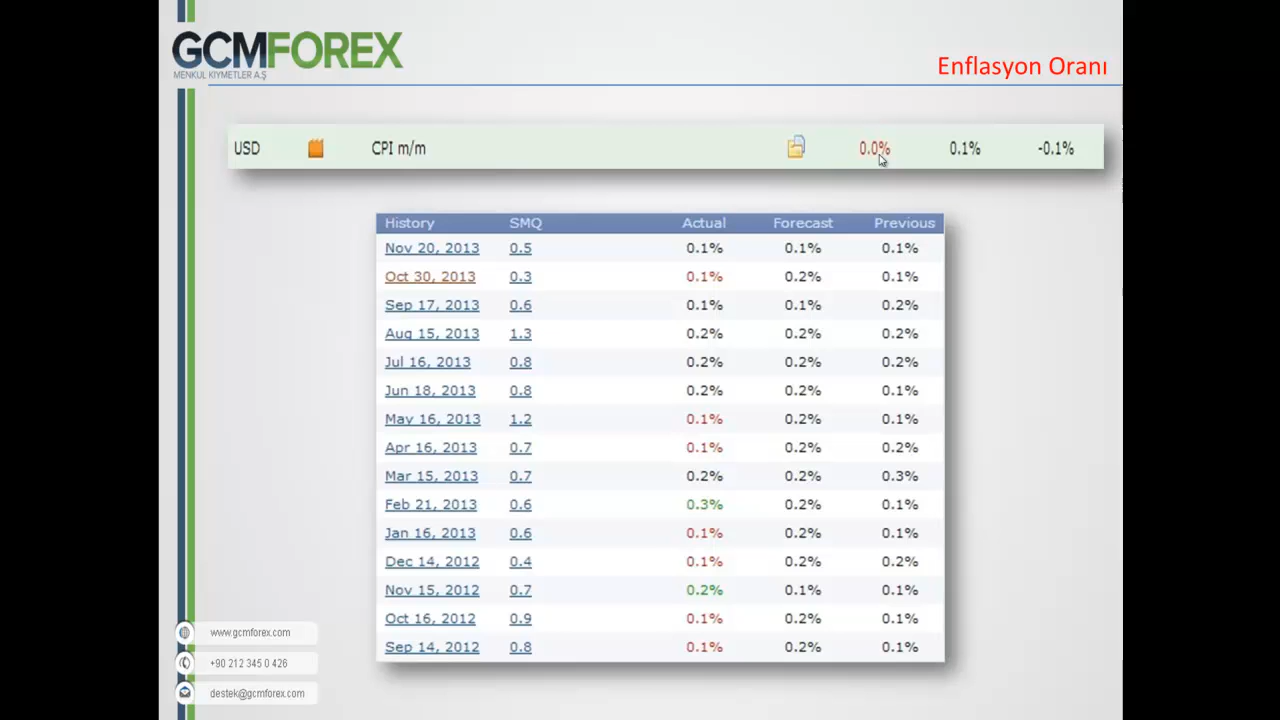 GCMFOREX
MENKUL KIYMETLER A.Ş
Enflasyon Oranı
USD CPI m/m 0.0% 0.1% -0.1%
History SMQ Actual Forecast Previous
Nov 20, 2013 0.5 0.1% 0.1% 0.1%
Oct 30, 2013 0.3 0.1% 0.2% 0.1%
Sep 17, 2013 0.6 0.1% 0.1% 0.2%
Aug 15, 2013 1.3 0.2% 0.2% 0.2%
Jul 16, 2013 0.8 0.2% 0.2% 0.2%
Jun 18, 2013 0.8 0.2% 0.2% 0.1%
May 16, 2013 1.2 0.1% 0.2% 0.1%
Apr 16, 2013 0.7 0.1% 0.2% 0.2%
Mar 15, 2013 0.7 0.2% 0.2% 0.3%
Feb 21, 2013 0.6 0.3% 0.2% 0.1%
Jan 16, 2013 0.6 0.1% 0.2% 0.1%
Dec 14, 2012 0.4 0.1% 0.2% 0.2%
Nov 15, 2012 0.7 0.2% 0.1% 0.1%
Oct 16, 2012 0.9 0.1% 0.2% 0.1%
Sep 14, 2012 0.8 0.1% 0.2% 0.1%
www.gcmforex.com
+90 212 345 0 426
destek@gcmforex.com